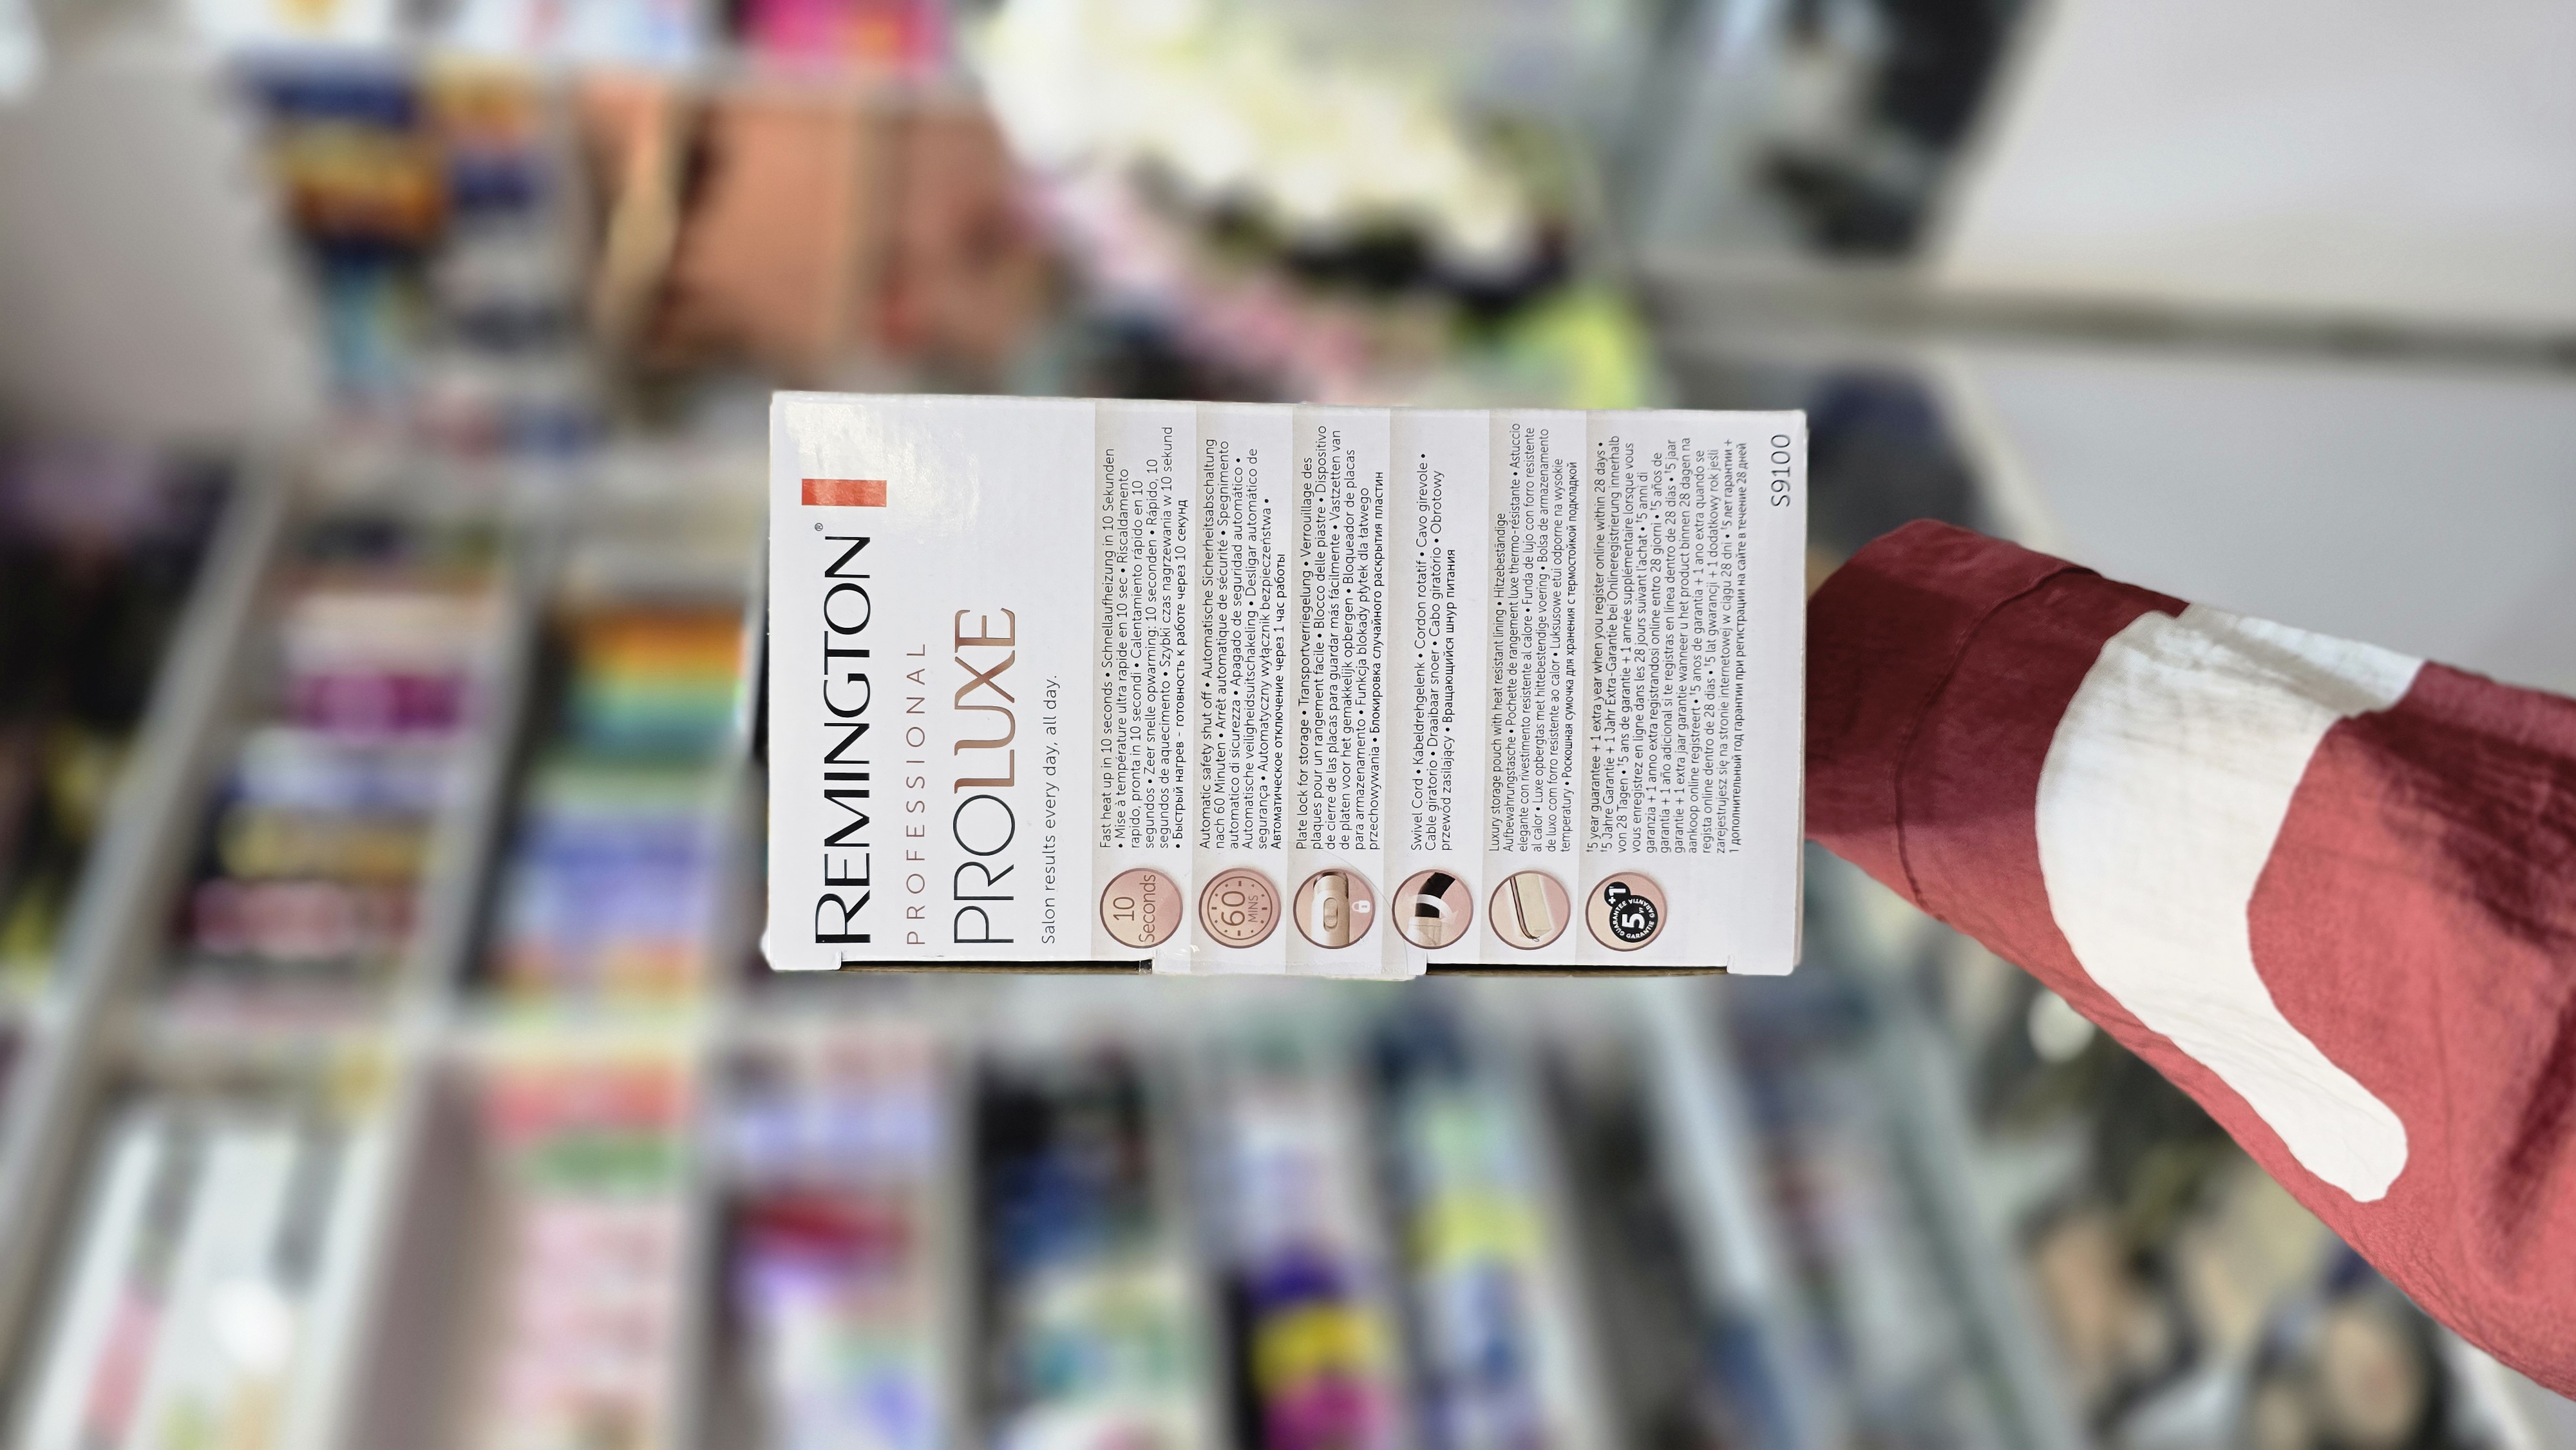 REMINGTON®
PROFESSIONAL
PROLUXE
Salon results every day, all day.
10
Seconds
Fast heat up in 10 seconds • Schnellaufheizung in 10 Sekunden
• Mise à température ultra rapide en 10 sec • Riscaldamento
rapido, pronta in 10 secondi • Calentamiento rápido en 10
segundos • Zeer snelle opwarming: 10 seconden • Rápido, 10
segundos de aquecimento • Szybki czas nagrzewania w 10 sekund
• Быстрый нагрев - готовность к работе через 10 секунд
60
MINS
Automatic safety shut off • Automatische Sicherheitsabschaltung
nach 60 Minuten • Arrêt automatique de sécurité • Spegnimento
automatico di sicurezza • Apagado de seguridad automático •
Automatische veiligheidsuitschakeling • Desligar automático de
segurança • Automatyczny wyłącznik bezpieczeństwa •
Автоматическое отключение через 1 час работы
Plate lock for storage • Transportverriegelung • Verrouillage des
plaques pour un rangement facile • Blocco delle piastre • Dispositivo
de cierre de las placas para guardar más fácilmente • Vastzetten van
de platen voor het gemakkelijk opbergen • Bloqueador de placas
para armazenamento • Funkcja blokady płytek dla łatwego
przechowywania • Блокировка случайного раскрытия пластин
Swivel Cord • Kabeldrehgelenk • Cordon rotatif • Cavo girevole •
Cable giratorio • Draaibaar snoer • Cabo giratório • Obrotowy
przewód zasilający • Вращающийся шнур питания
Luxury storage pouch with heat resistant lining • Hitzebeständige
Aufbewahrungstasche • Pochette de rangement luxe thermo-résistante • Astuccio
elegante con rivestimento resistente al calore • Funda de lujo con forro resistente
al calor • Luxe opbergtas met hittebestendige voering • Bolsa de armazenamento
de luxo com forro resistente ao calor • Luksusowe etui odporne na wysokie
temperatury • Роскошная сумочка для хранения с термостойкой подкладкой
5
+1
GUARANTEE
GARANTIE
†5 year guarantee + 1 extra year when you register online within 28 days •
†5 Jahre Garantie + 1 Jahr Extra-Garantie bei Onlineregistrierung innerhalb
von 28 Tagen • †5 ans de garantie + 1 année supplémentaire lorsque vous
vous enregistrez en ligne dans les 28 jours suivant l'achat • †5 anni di
garanzia + 1 anno extra registrandosi online entro 28 giorni • †5 años de
garantía + 1 año adicional si te registras en línea dentro de 28 días • †5 jaar
garantie + 1 extra jaar garantie wanneer u het product binnen 28 dagen na
aankoop online registreert • †5 anos de garantia + 1 ano extra quando se
regista online dentro de 28 dias • †5 lat gwarancji + 1 dodatkowy rok jeśli
zarejestrujesz się na stronie internetowej w ciągu 28 dni • †5 лет гарантии +
1 дополнительный год гарантии при регистрации на сайте в течение 28 дней
S9100